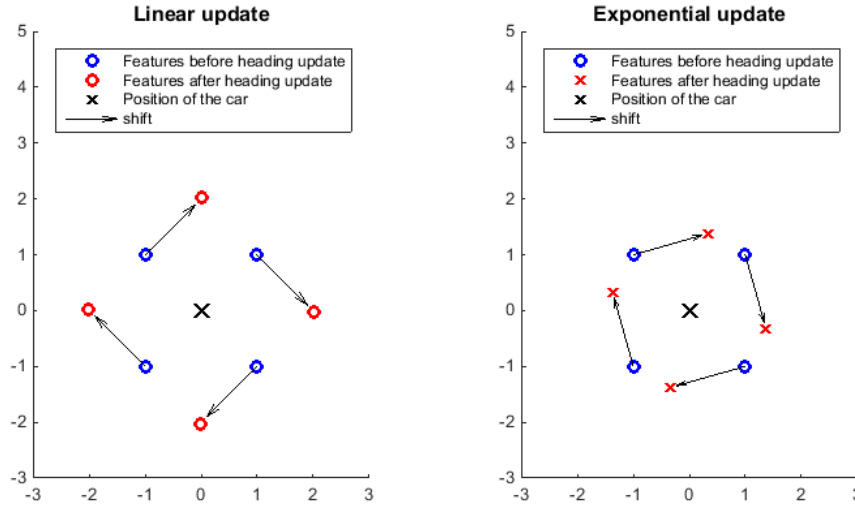 Linear update
5
4
3
2
1
0
-1
-2
-3
-3 -2 -1 0 1 2 3
Features before heading update
Features after heading update
Position of the car
shift
Exponential update
5
4
3
2
1
0
-1
-2
-3
-3 -2 -1 0 1 2 3
Features before heading update
Features after heading update
Position of the car
shift